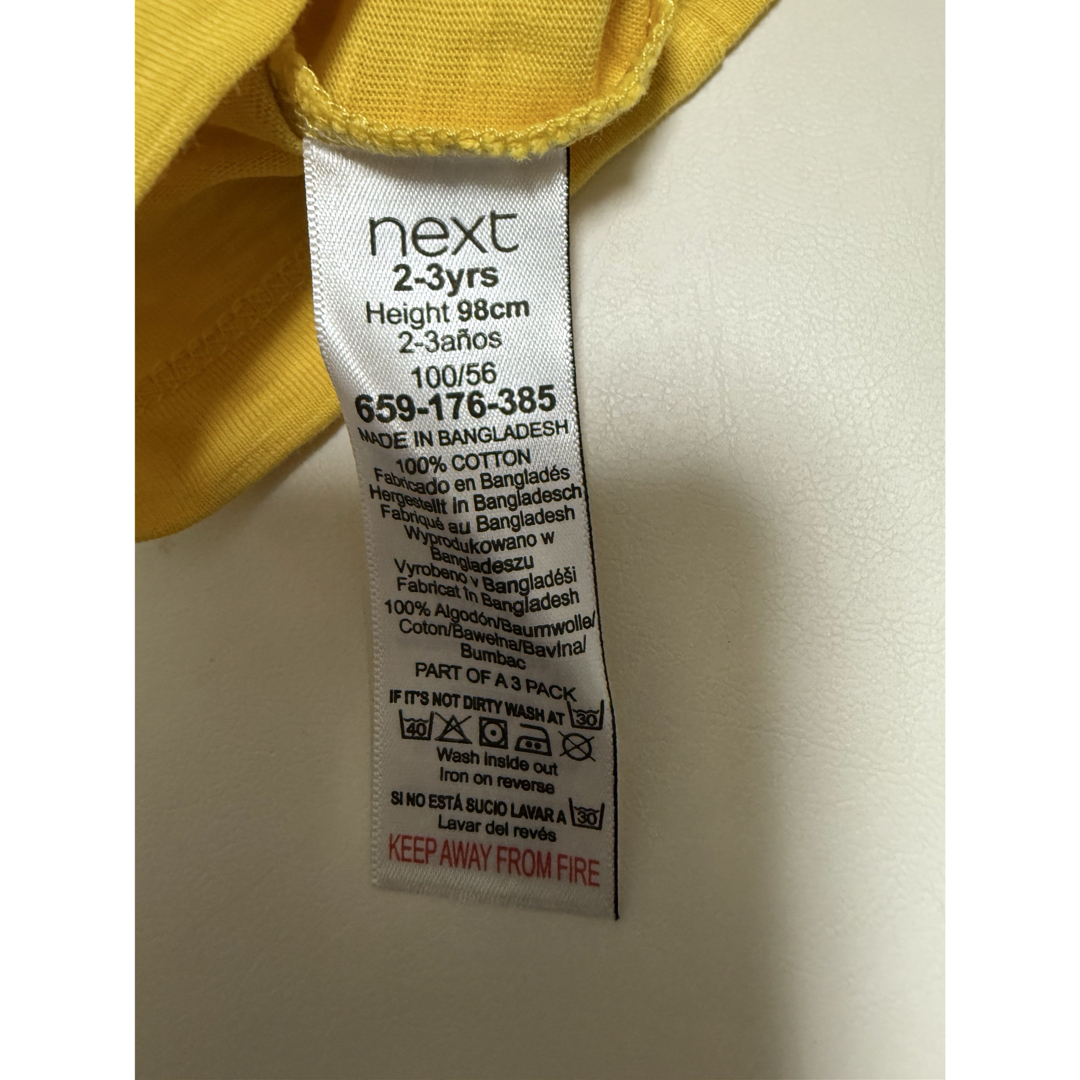 next
2-3yrs
Height 98cm
2-3años
100/56
659-176-385
MADE IN BANGLADESH
100% COTTON
Fabricado en Bangladés
Hergestellt in Bangladesch
Fabriqué au Bangladesh
Wyprodukowano w
Bangladeszu
Vyrobeno v Bangladéši
Fabricat în Bangladesh
100% Algodón/Baumwolle/
Coton/Bawełna/Bavlna/
Bumbac
PART OF A 3 PACK
IF IT'S NOT DIRTY WASH AT 30
40
Wash inside out
Iron on reverse
SI NO ESTÁ SUCIO LAVAR A 30
Lavar del revés
KEEP AWAY FROM FIRE